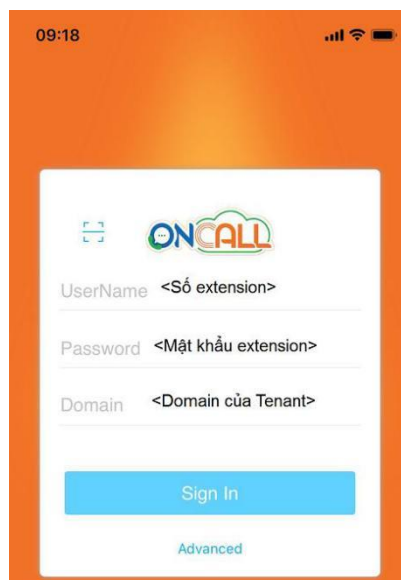 09:18
ONCALL
UserName <Số extension>
Password <Mật khẩu extension>
Domain <Domain của Tenant>
Sign In
Advanced